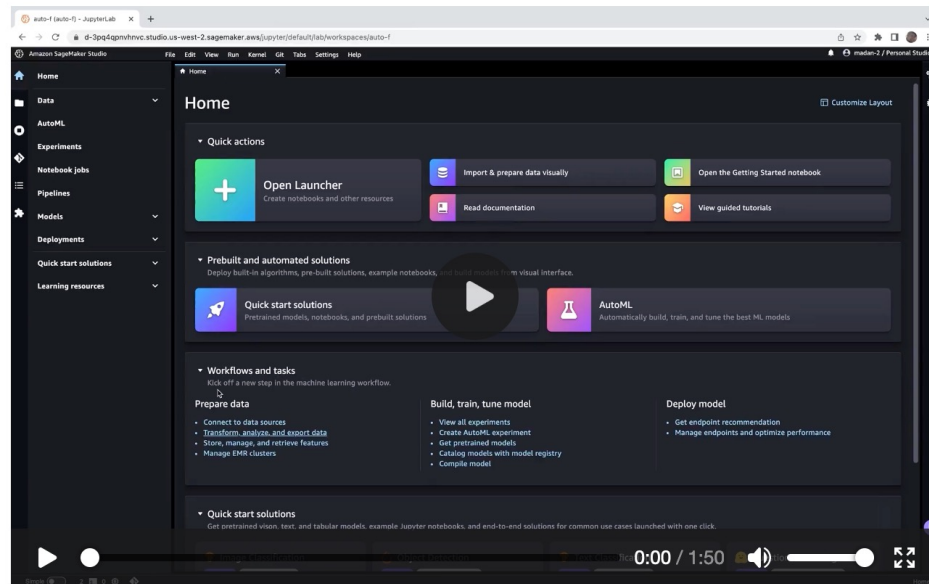 auto-f (auto-f) - JupyterLab
d-3pq4qpnvhnvc.studio.us-west-2.sagemaker.aws/jupyter/default/lab/workspaces/auto-f
Amazon SageMaker Studio File Edit View Run Kernel Git Tabs Settings Help madan-2 / Personal Studio
Home
Data
AutoML
Experiments
Notebook jobs
Pipelines
Models
Deployments
Quick start solutions
Learning resources
Home
Home
Customize Layout
Quick actions
Open Launcher
Create notebooks and other resources
Import & prepare data visually
Open the Getting Started notebook
Read documentation
View guided tutorials
Prebuilt and automated solutions
Deploy built-in algorithms, pre-built solutions, example notebooks, and build models from visual interface.
Quick start solutions
Pretrained models, notebooks, and prebuilt solutions
AutoML
Automatically build, train, and tune the best ML models
Workflows and tasks
Kick off a new step in the machine learning workflow.
Prepare data
Connect to data sources
Transform, analyze, and export data
Store, manage, and retrieve features
Manage EMR clusters
Build, train, tune model
View all experiments
Create AutoML experiment
Get pretrained models
Catalog models with model registry
Compile model
Deploy model
Get endpoint recommendation
Manage endpoints and optimize performance
Quick start solutions
Get pretrained vison, text, and tabular models, example Jupyter notebooks, and end-to-end solutions for common use cases launched with one click.
0:00 / 1:50
Simple